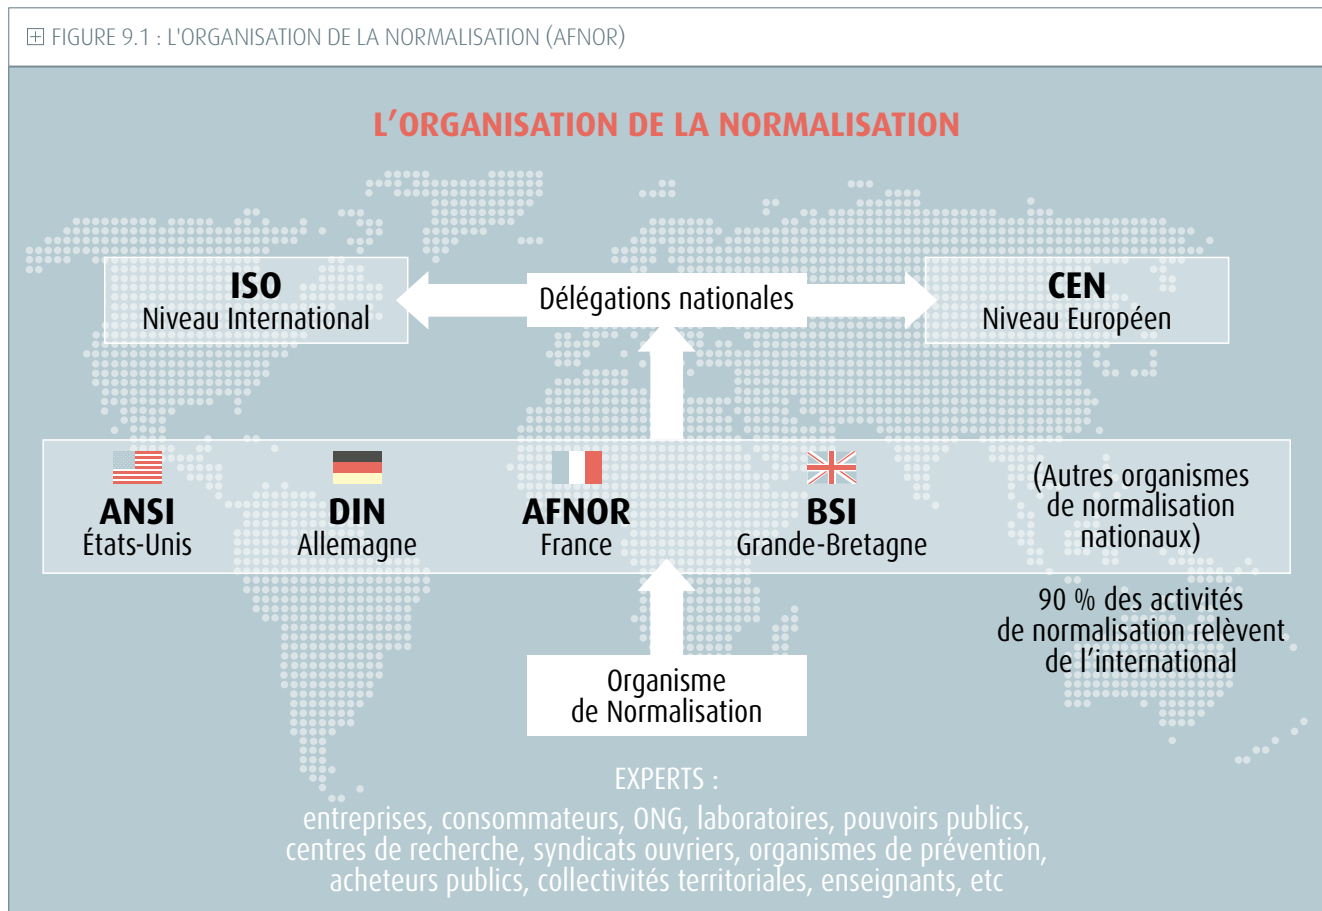 FIGURE 9.1 : L'ORGANISATION DE LA NORMALISATION (AFNOR)
L'ORGANISATION DE LA NORMALISATION
ISO
Niveau International
Délégations nationales
CEN
Niveau Européen
ANSI
États-Unis
DIN
Allemagne
AFNOR
France
BSI
Grande-Bretagne
(Autres organismes
de normalisation
nationaux)
90 % des activités
de normalisation relèvent
de l'international
Organisme
de Normalisation
EXPERTS :
entreprises, consommateurs, ONG, laboratoires, pouvoirs publics,
centres de recherche, syndicats ouvriers, organismes de prévention,
acheteurs publics, collectivités territoriales, enseignants, etc